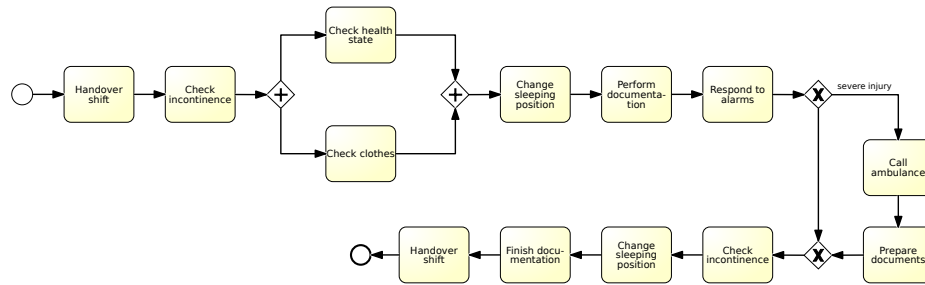 Check health
state
Handover
shift
Check
incontinence
Change
sleeping
position
Perform
documenta-
tion
Respond to
alarms
severe injury
Check clothes
Call
ambulance
Handover
shift
Finish docu-
mentation
Change
sleeping
position
Check
incontinence
Prepare
documents